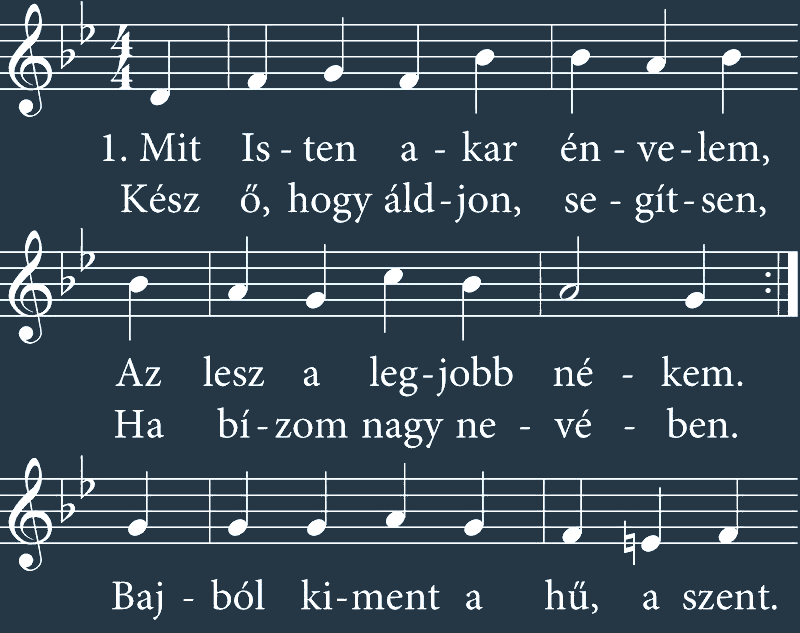 1. Mit Is - ten a - kar én - ve - lem,
Kész ő, hogy áld - jon, se - gít - sen,
Az lesz a leg - jobb né - kem.
Ha bí - zom nagy ne - vé - ben.
Baj - ból ki - ment a hű, a szent.